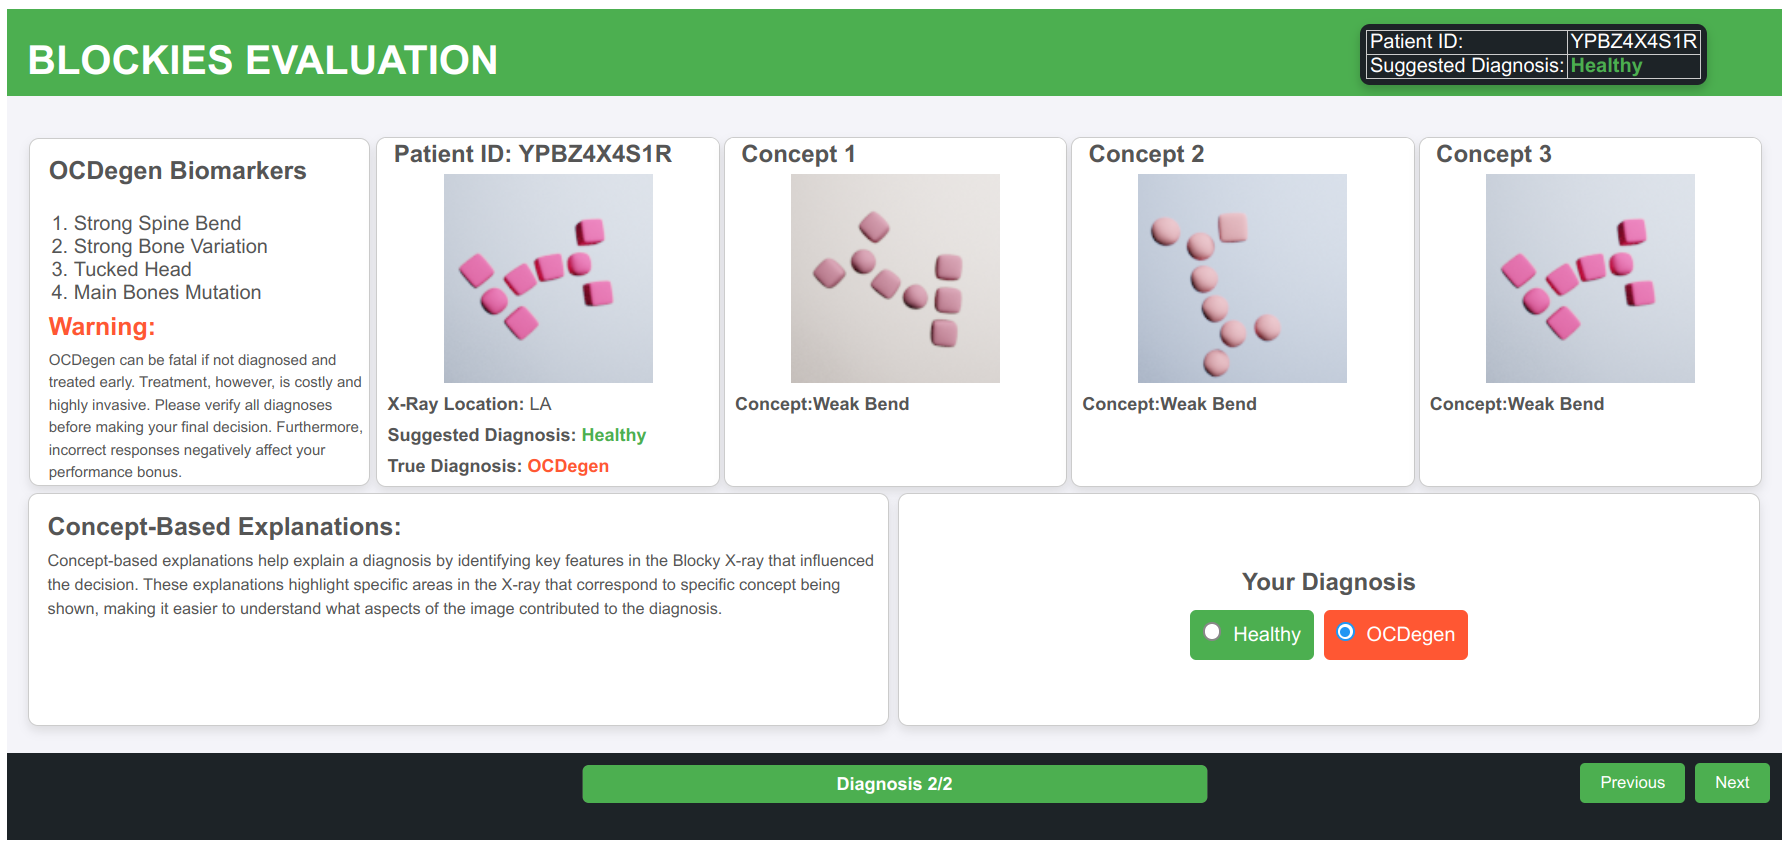 BLOCKIES EVALUATION
Patient ID: YPBZ4X4S1R
Suggested Diagnosis: Healthy
OCDegen Biomarkers
1. Strong Spine Bend
2. Strong Bone Variation
3. Tucked Head
4. Main Bones Mutation
Warning:
OCDegen can be fatal if not diagnosed and
treated early. Treatment, however, is costly and
highly invasive. Please verify all diagnoses
before making your final decision. Furthermore,
incorrect responses negatively affect your
performance bonus.
Patient ID: YPBZ4X4S1R
X-Ray Location: LA
Suggested Diagnosis: Healthy
True Diagnosis: OCDegen
Concept 1
Concept:Weak Bend
Concept 2
Concept:Weak Bend
Concept 3
Concept:Weak Bend
Concept-Based Explanations:
Concept-based explanations help explain a diagnosis by identifying key features in the Blocky X-ray that influenced
the decision. These explanations highlight specific areas in the X-ray that correspond to specific concept being
shown, making it easier to understand what aspects of the image contributed to the diagnosis.
Your Diagnosis
Healthy
OCDegen
Diagnosis 2/2
Previous
Next